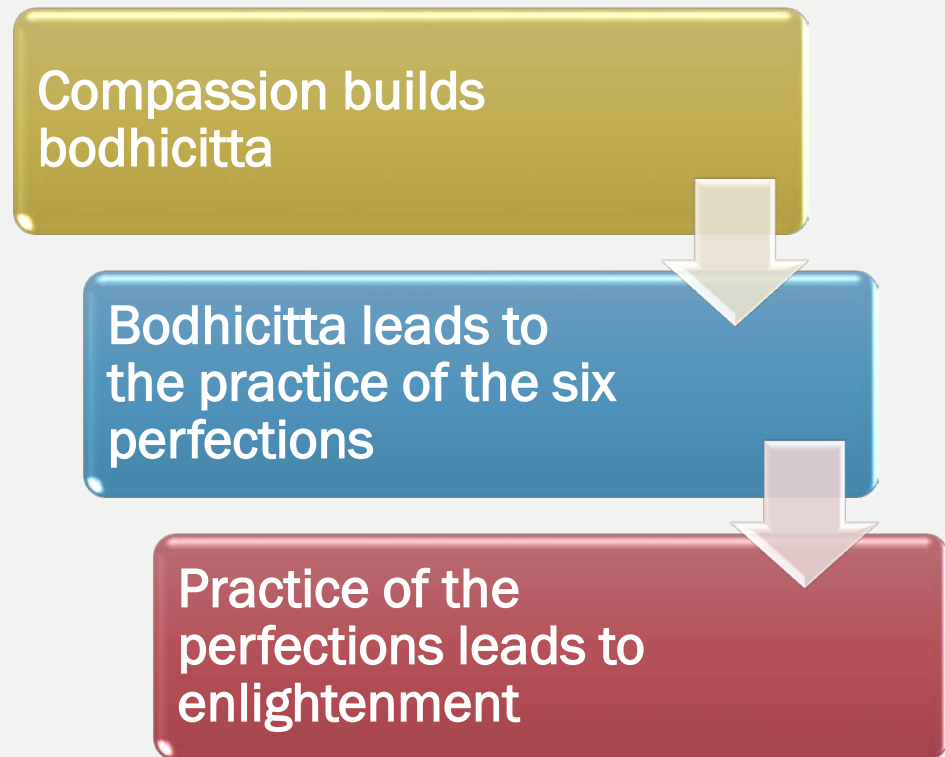 Compassion builds
bodhicitta
Bodhicitta leads to
the practice of the six
perfections
Practice of the
perfections leads to
enlightenment